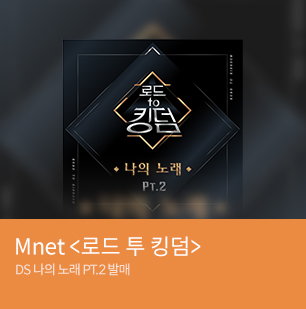 로드
to
킹덤
나의 노래
PT.2
Mnet <로드 투 킹덤>
DS 나의 노래 PT.2 발매